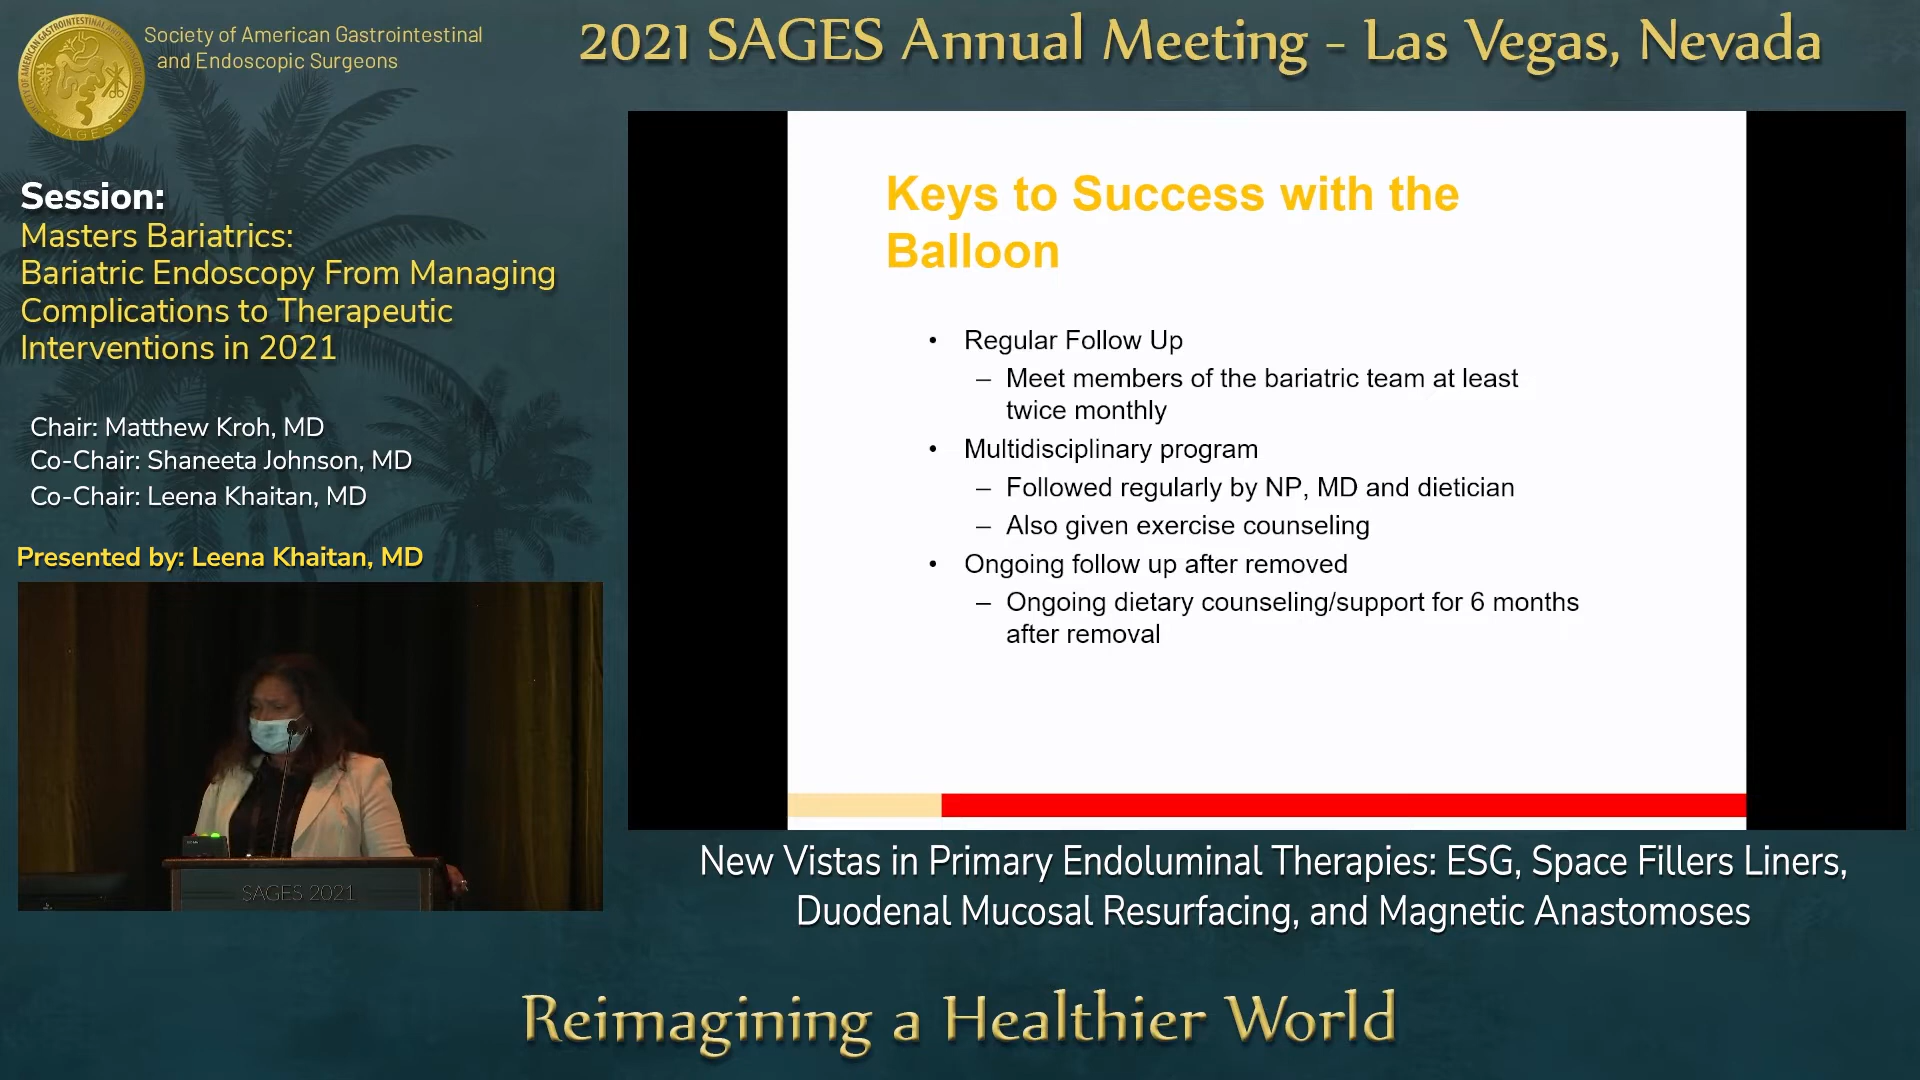 Society of American Gastrointestinal
and Endoscopic Surgeons
SAGES
2021 SAGES Annual Meeting - Las Vegas, Nevada
Session:
Masters Bariatrics:
Bariatric Endoscopy From Managing
Complications to Therapeutic
Interventions in 2021
Chair: Matthew Kroh, MD
Co-Chair: Shaneeta Johnson, MD
Co-Chair: Leena Khaitan, MD
Presented by: Leena Khaitan, MD
SAGES 2021
Keys to Success with the
Balloon
• Regular Follow Up
– Meet members of the bariatric team at least
twice monthly
• Multidisciplinary program
– Followed regularly by NP, MD and dietician
– Also given exercise counseling
• Ongoing follow up after removed
– Ongoing dietary counseling/support for 6 months
after removal
New Vistas in Primary Endoluminal Therapies: ESG, Space Fillers Liners,
Duodenal Mucosal Resurfacing, and Magnetic Anastomoses
Reimagining a Healthier World